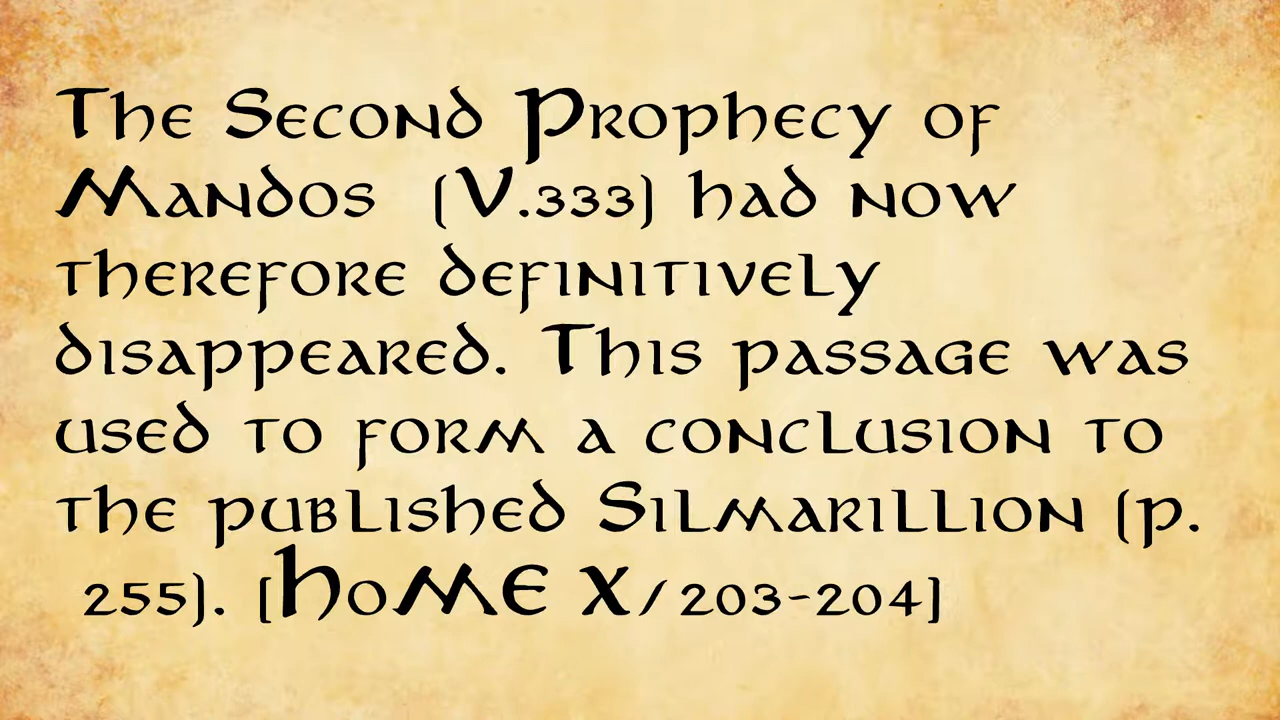 The Second Prophecy of
Mandos (V.333) had now
therefore definitively
disappeared. This passage was
used to form a conclusion to
the published Silmarillion (p.
255). [HoME X/203-204]